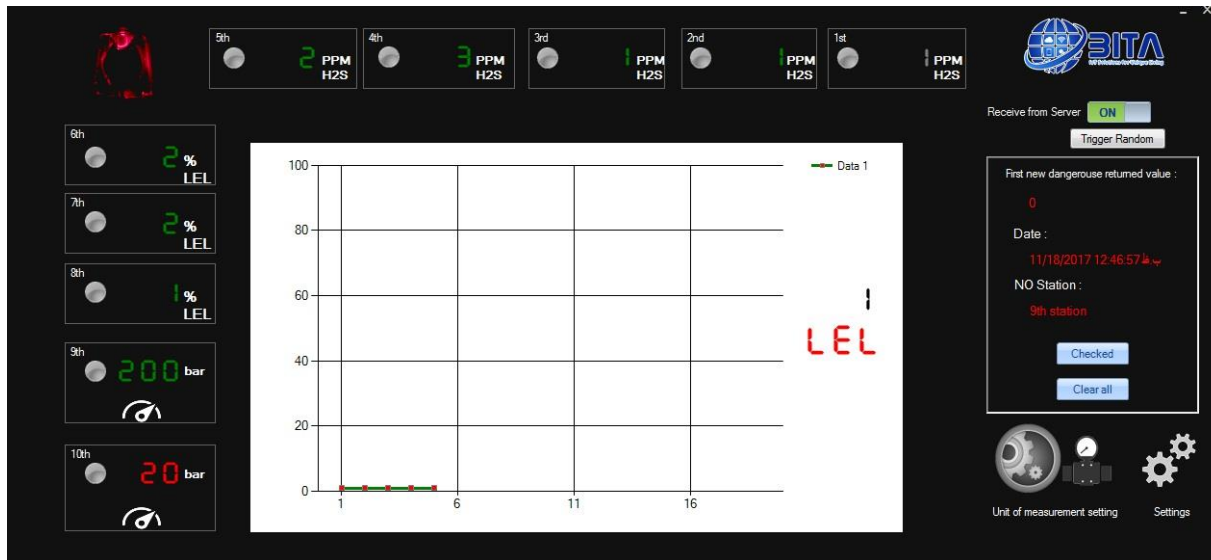 5th
2 PPM
H2S
4th
3 PPM
H2S
3rd
1 PPM
H2S
2nd
1 PPM
H2S
1st
1 PPM
H2S
BITA
Receive from Server ON
Trigger Random
6th
2 %
LEL
7th
2 %
LEL
8th
1 %
LEL
9th
200 bar
10th
20 bar
100
80
60
40
20
0
1 6 11 16
Data 1
1
LEL
First new dangerouse returned value :
0
Date :
11/18/2017 12:46:57 ب.ظ
NO Station :
9th station
Checked
Clear all
Unit of measurement setting
Settings